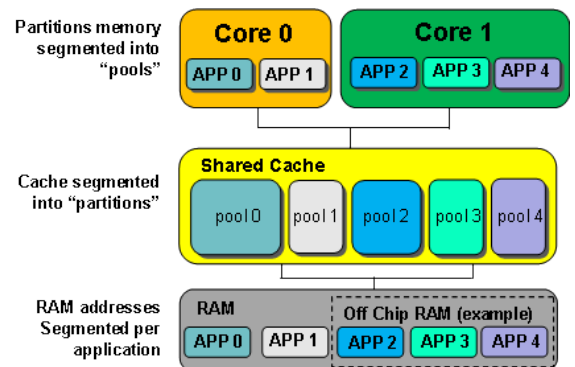 Partitions memory
segmented into
“pools”
Core 0
APP 0
APP 1
Core 1
APP 2
APP 3
APP 4
Cache segmented
into “partitions”
Shared Cache
pool 0
pool 1
pool 2
pool 3
pool 4
RAM addresses
Segmented per
application
RAM
APP 0
APP 1
Off Chip RAM (example)
APP 2
APP 3
APP 4